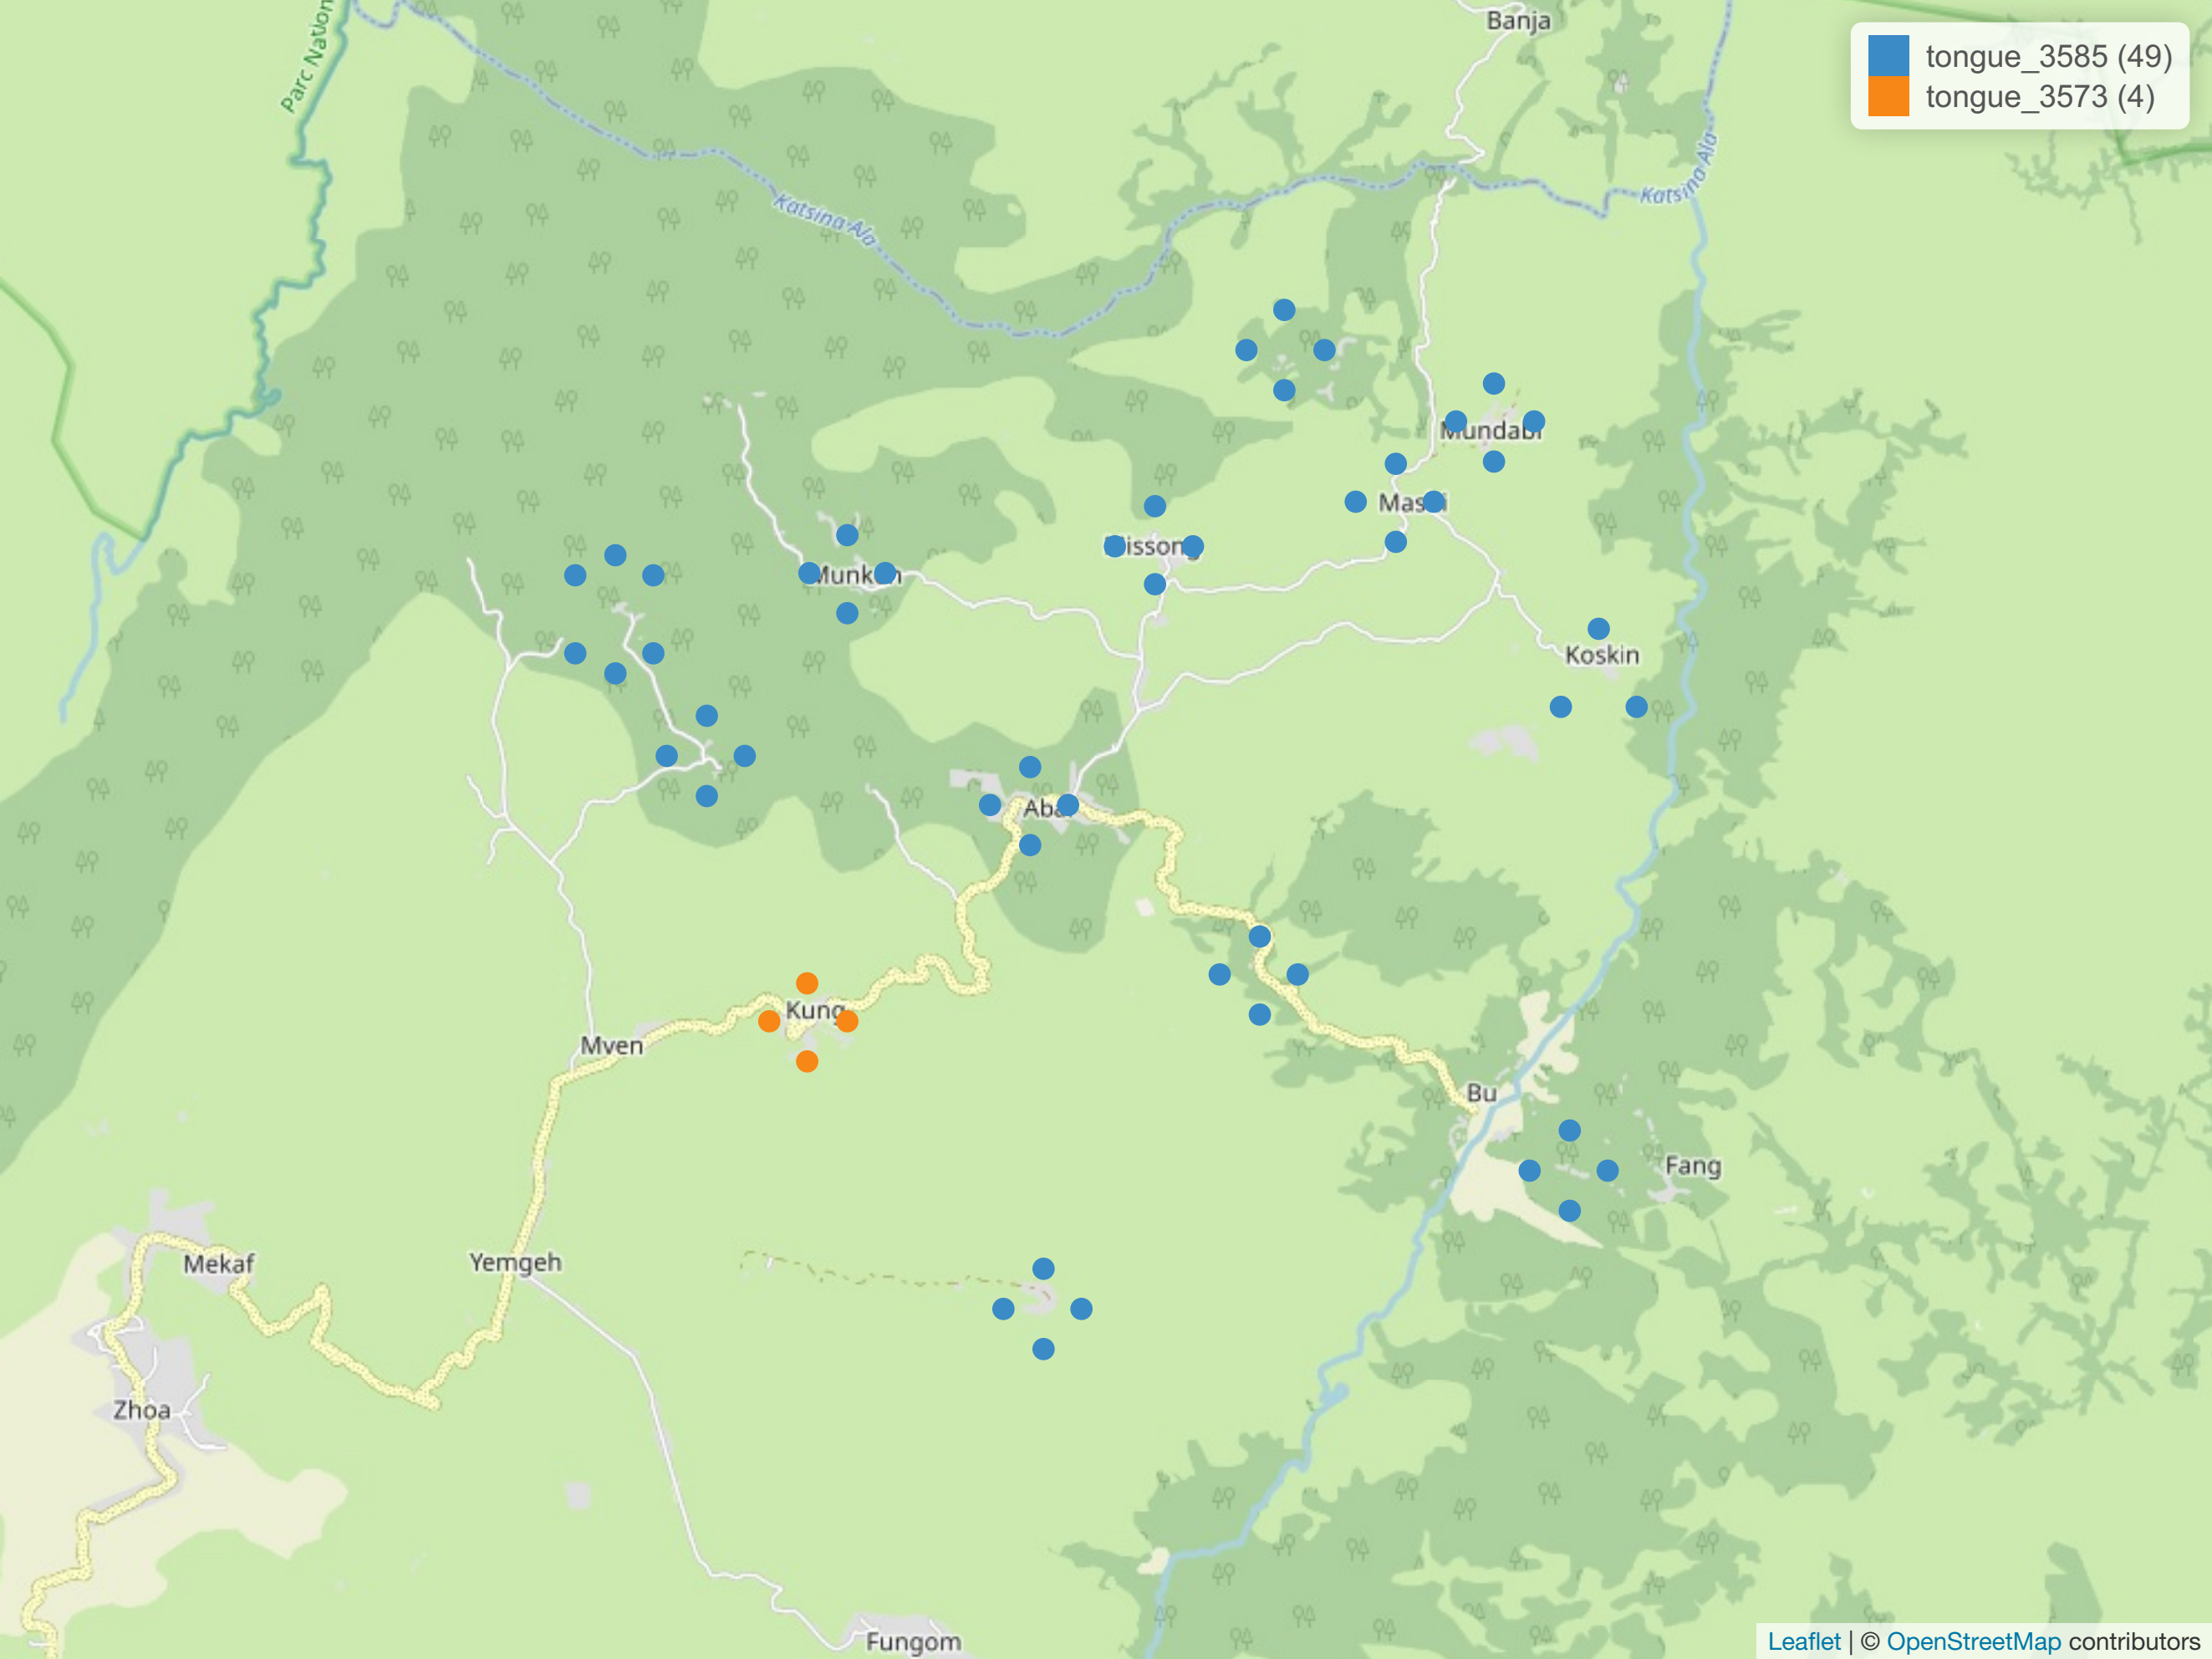 Banja
Parc Nation
tongue_3585 (49)
tongue_3573 (4)
Katsina Ala
Katsina Ala
Mundabi
Koskin
Kung
Mven
Bu
Fang
Mekaf
Yemgeh
Zhoa
Fungom
Leaflet | © OpenStreetMap contributors